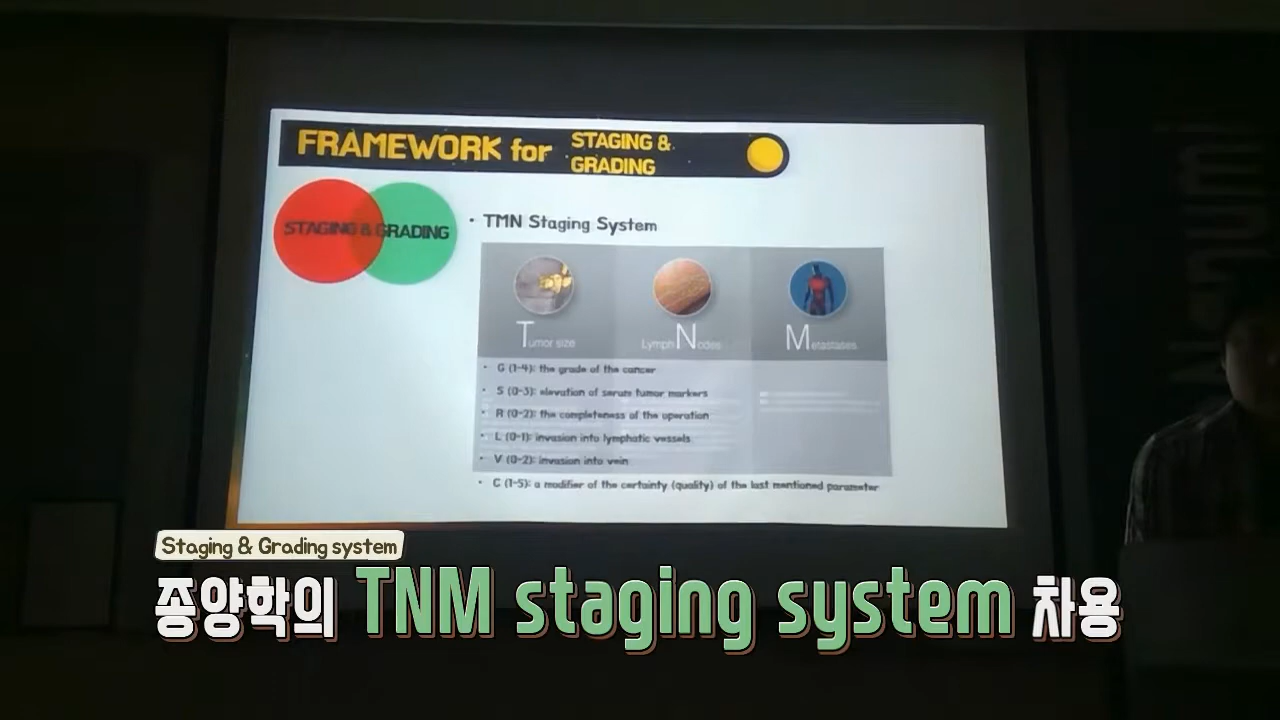 FRAMEWORK for STAGING & GRADING
STAGING & GRADING
• TMN Staging System
Tumor size
Lymph Nodes
Metastases
• G (1-4): the grade of the cancer
• S (0-3): elevation of serum tumor markers
• R (0-2): the completeness of the operation
• L (0-1): invasion into lymphatic vessels
• V (0-2): invasion into vein
• C (1-5): a modifier of the certainty (quality) of the last mentioned parameter
Staging & Grading system
종양학의 TNM staging system 차용